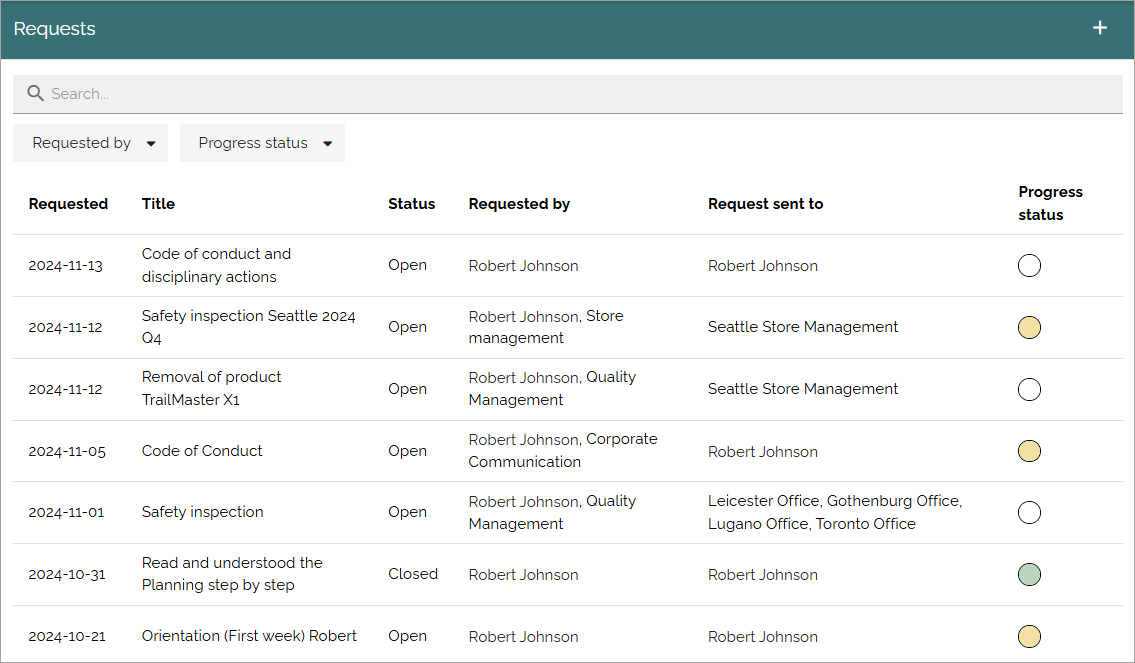 Requests
Search...
Requested by
Progress status
Requested Title Status Requested by Request sent to Progress status
2024-11-13 Code of conduct and disciplinary actions Open Robert Johnson Robert Johnson
2024-11-12 Safety inspection Seattle 2024 Q4 Open Robert Johnson, Store management Seattle Store Management
2024-11-12 Removal of product TrailMaster X1 Open Robert Johnson, Quality Management Seattle Store Management
2024-11-05 Code of Conduct Open Robert Johnson, Corporate Communication Robert Johnson
2024-11-01 Safety inspection Open Robert Johnson, Quality Management Leicester Office, Gothenburg Office, Lugano Office, Toronto Office
2024-10-31 Read and understood the Planning step by step Closed Robert Johnson Robert Johnson
2024-10-21 Orientation (First week) Robert Open Robert Johnson Robert Johnson